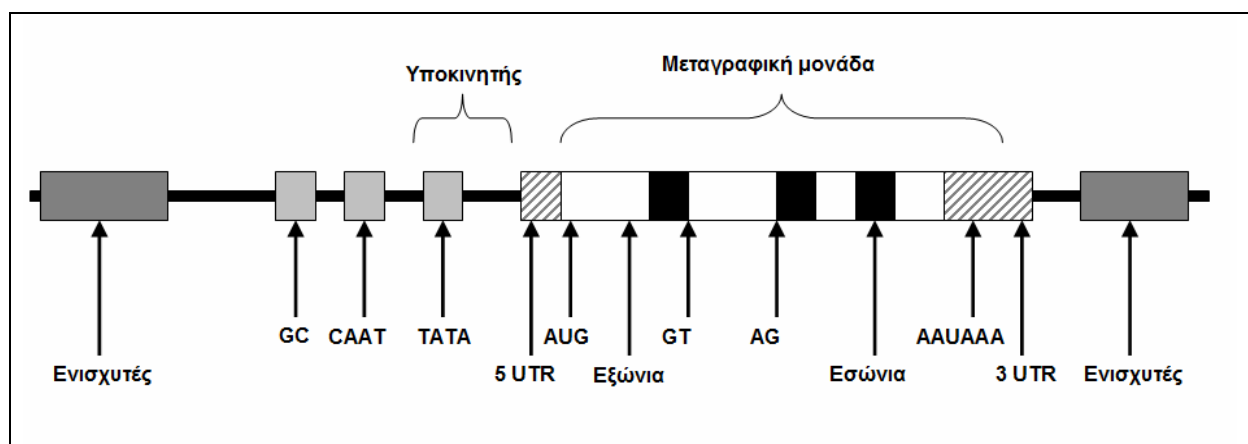 Υποκινητής
Μεταγραφική μονάδα
GC
CAAT
TATA
AUG
GT
AG
AAUAAA
Ενισχυτές
5 UTR
Εξώνια
Εσώνια
3 UTR
Ενισχυτές